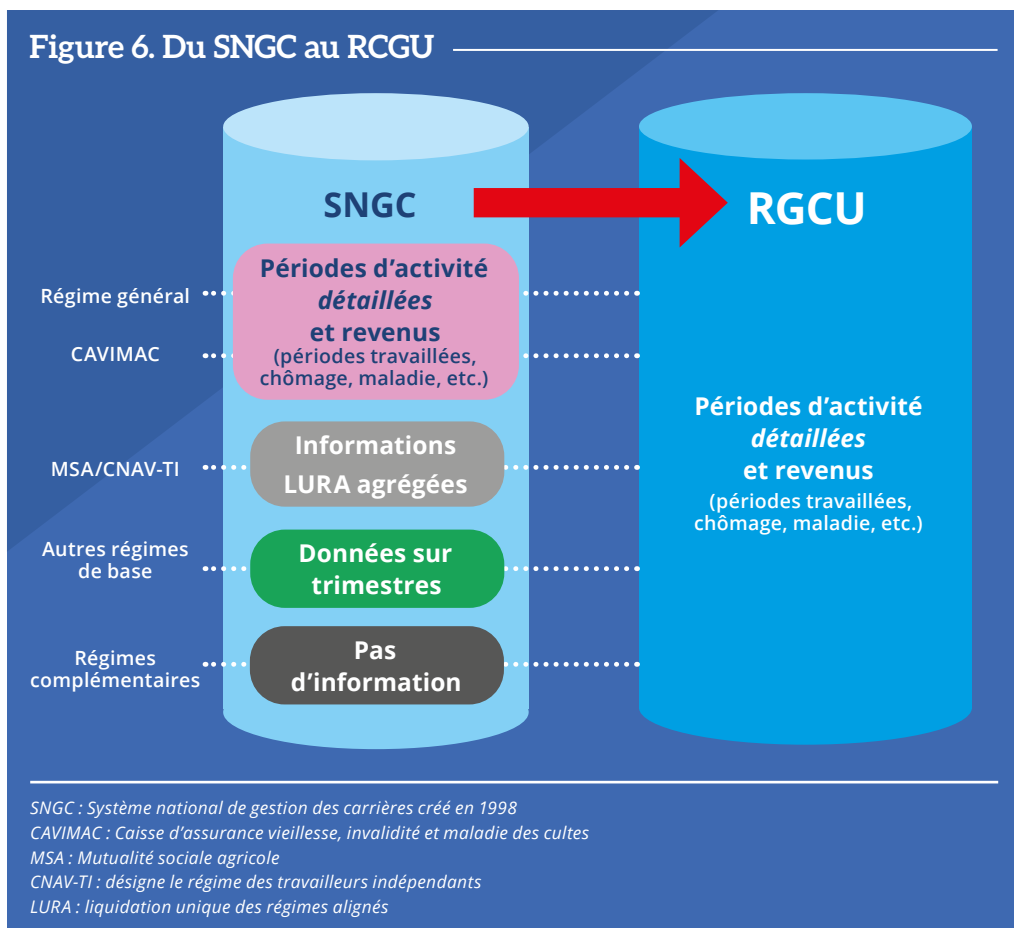 Figure 6. Du SNGC au RCGU
SNGC
RGCU
Régime général
CAVIMAC
Périodes d’activité
détaillées
et revenus
(périodes travaillées,
chômage, maladie, etc.)
MSA/CNAV-TI
Informations
LURA agrégées
Autres régimes
de base
Données sur
trimestres
Régimes
complémentaires
Pas
d’information
Périodes d’activité
détaillées
et revenus
(périodes travaillées,
chômage, maladie, etc.)
SNGC : Système national de gestion des carrières créé en 1998
CAVIMAC : Caisse d’assurance vieillesse, invalidité et maladie des cultes
MSA : Mutualité sociale agricole
CNAV-TI : désigne le régime des travailleurs indépendants
LURA : liquidation unique des régimes alignés